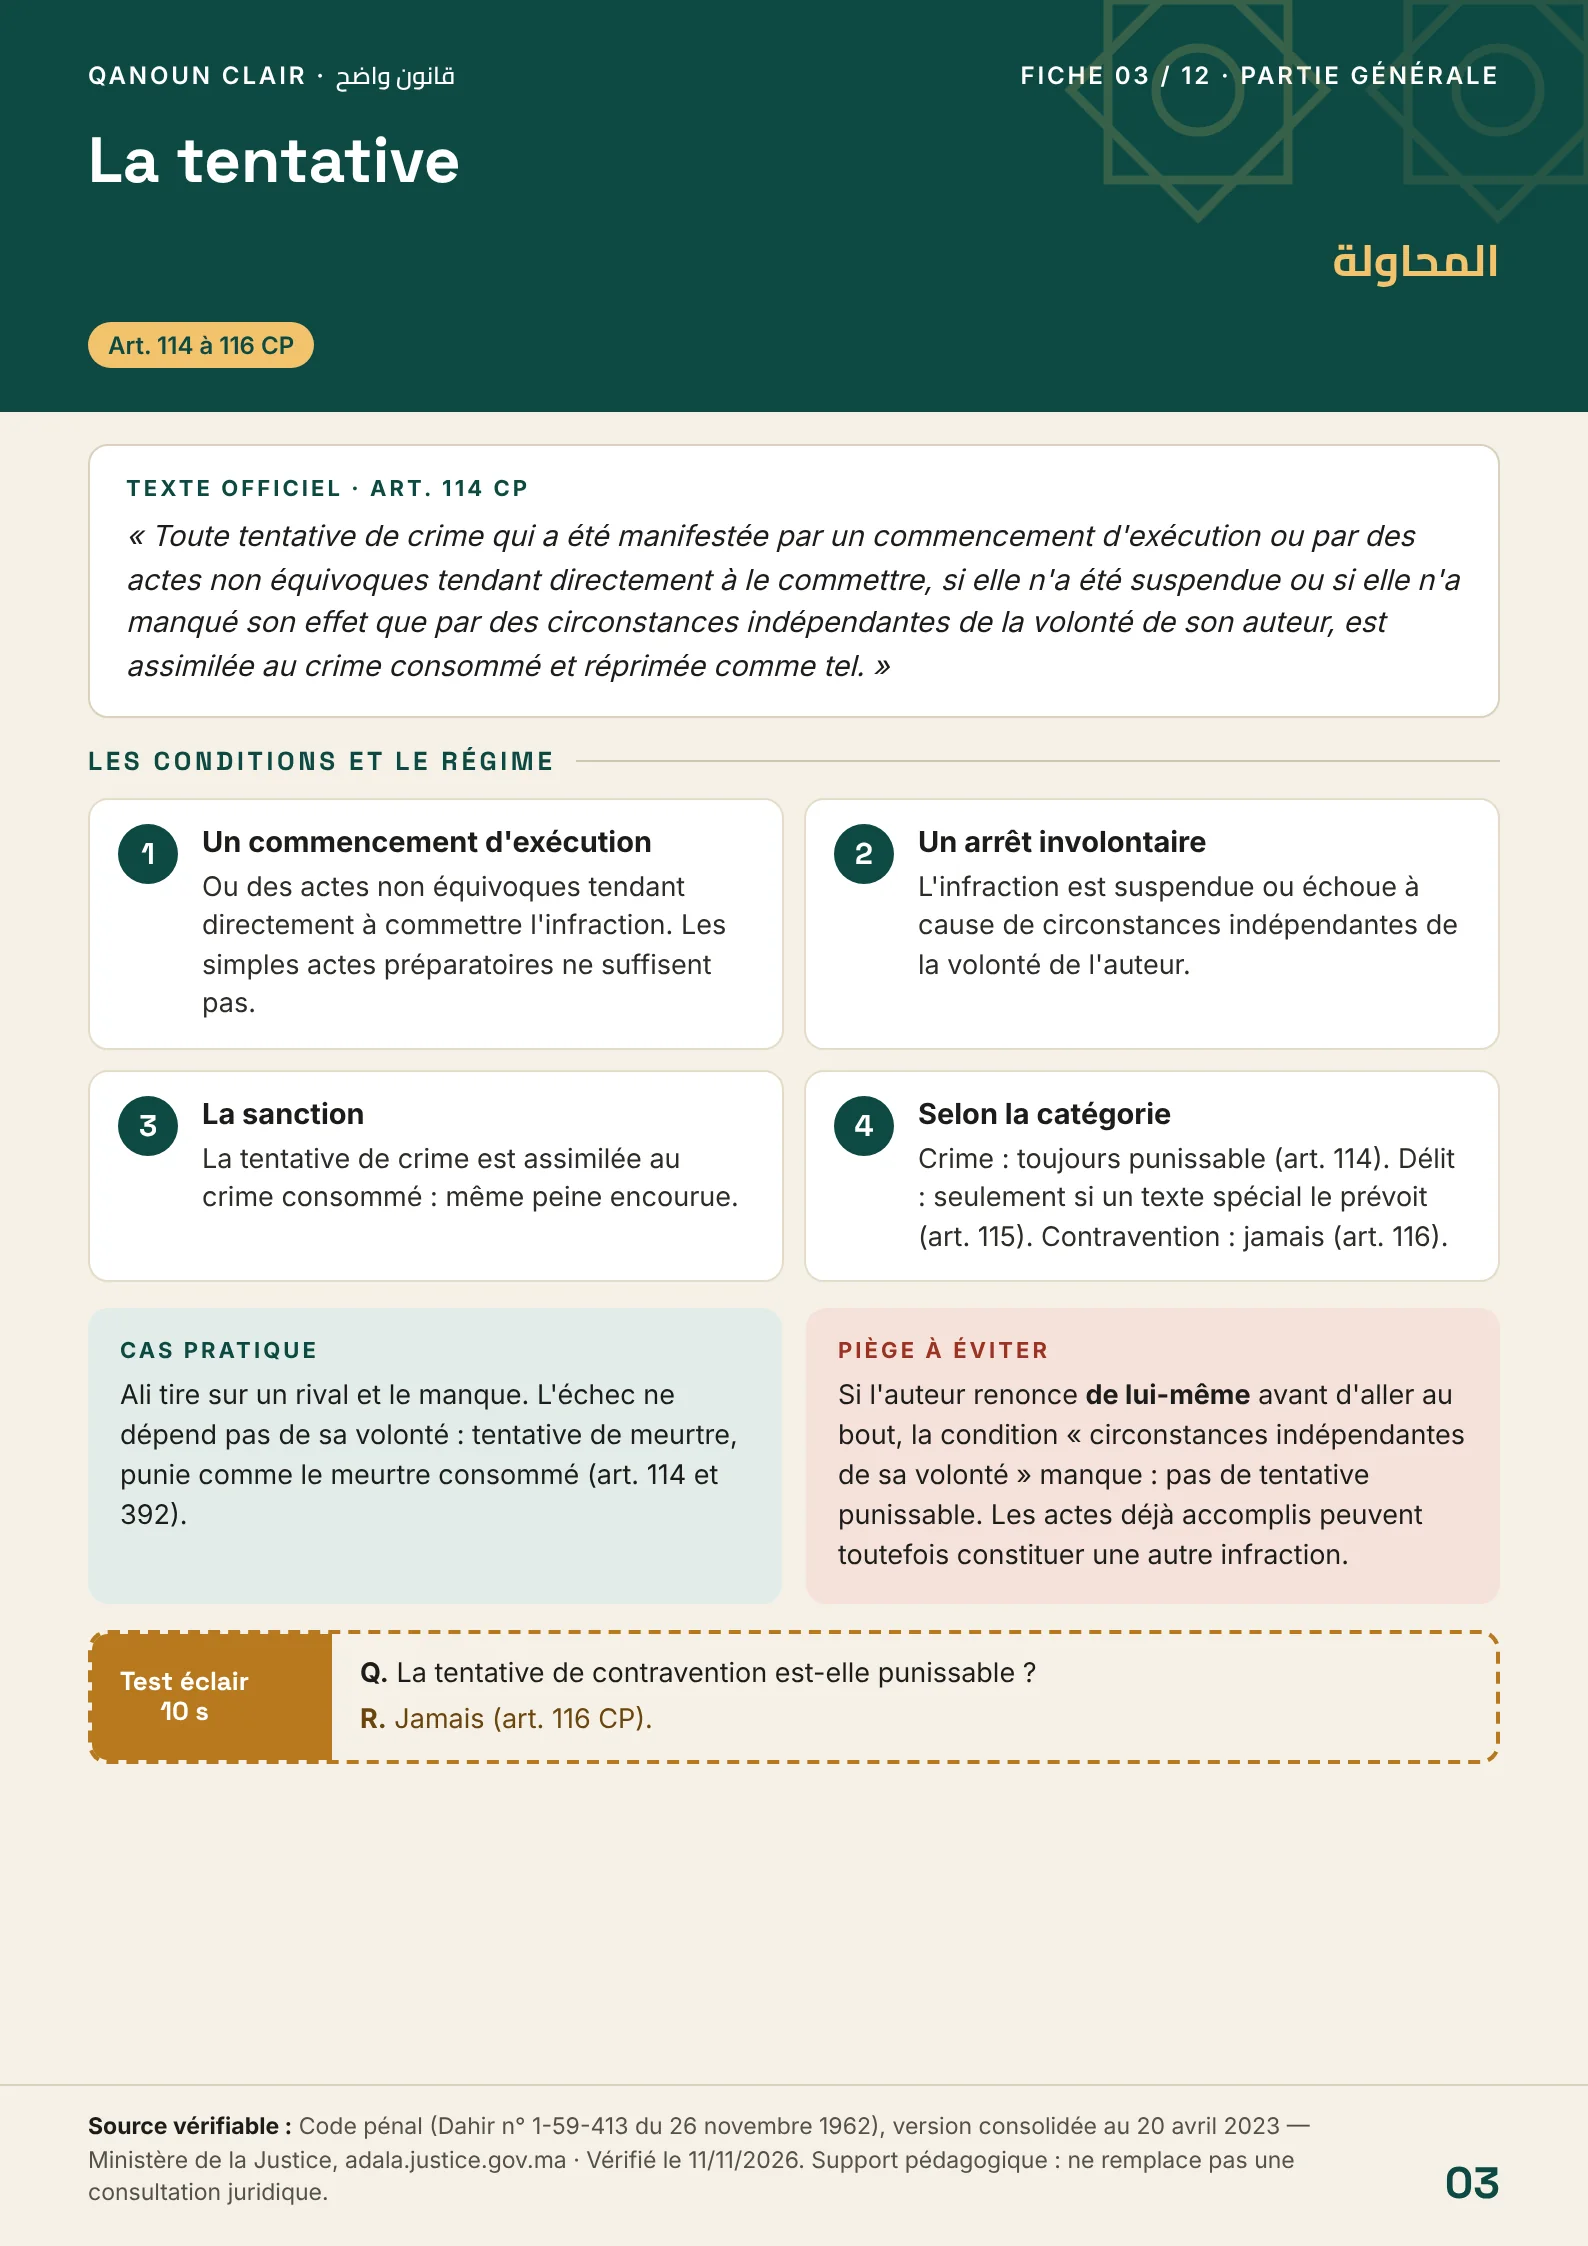 QANOUN CLAIR · قانون واضح
FICHE 03 / 12 · PARTIE GÉNÉRALE
La tentative
المحاولة
Art. 114 à 116 CP
TEXTE OFFICIEL · ART. 114 CP
« Toute tentative de crime qui a été manifestée par un commencement d'exécution ou par des
actes non équivoques tendant directement à le commettre, si elle n'a été suspendue ou si elle n'a
manqué son effet que par des circonstances indépendantes de la volonté de son auteur, est
assimilée au crime consommé et réprimée comme tel. »
LES CONDITIONS ET LE RÉGIME
1
Un commencement d'exécution
Ou des actes non équivoques tendant
directement à commettre l'infraction. Les
simples actes préparatoires ne suffisent
pas.
2
Un arrêt involontaire
L'infraction est suspendue ou échoue à
cause de circonstances indépendantes de
la volonté de l'auteur.
3
La sanction
La tentative de crime est assimilée au
crime consommé : même peine encourue.
4
Selon la catégorie
Crime : toujours punissable (art. 114). Délit
: seulement si un texte spécial le prévoit
(art. 115). Contravention : jamais (art. 116).
CAS PRATIQUE
Ali tire sur un rival et le manque. L'échec ne
dépend pas de sa volonté : tentative de meurtre,
punie comme le meurtre consommé (art. 114 et
392).
PIÈGE À ÉVITER
Si l'auteur renonce de lui-même avant d'aller au
bout, la condition « circonstances indépendantes
de sa volonté » manque : pas de tentative
punissable. Les actes déjà accomplis peuvent
toutefois constituer une autre infraction.
Test éclair
10 s
Q. La tentative de contravention est-elle punissable ?
R. Jamais (art. 116 CP).
Source vérifiable : Code pénal (Dahir n° 1-59-413 du 26 novembre 1962), version consolidée au 20 avril 2023 —
Ministère de la Justice, adala.justice.gov.ma · Vérifié le 11/11/2026. Support pédagogique : ne remplace pas une
consultation juridique.
03